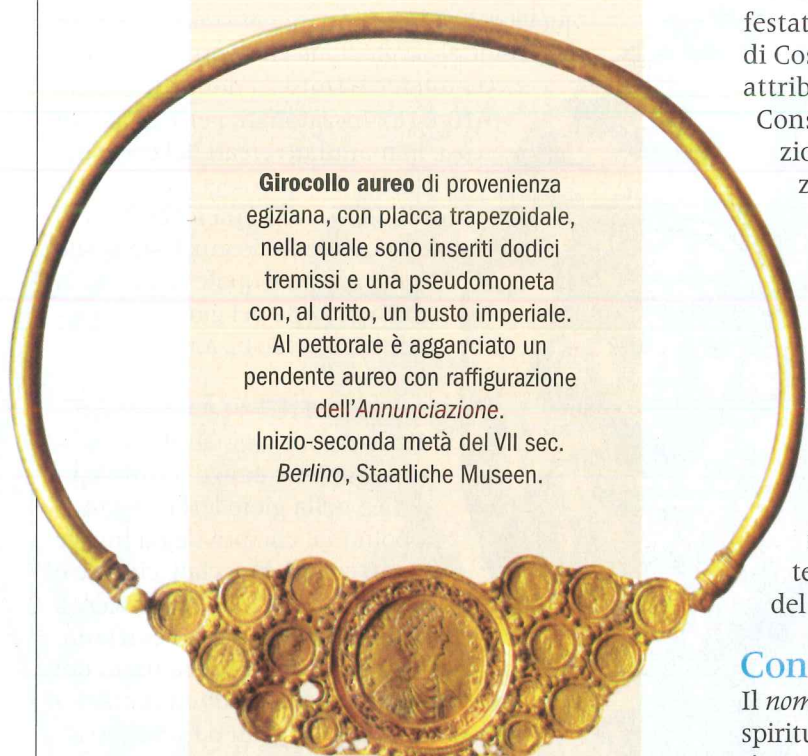 Girocollo aureo di provenienza
egiziana, con placca trapezoidale,
nella quale sono inseriti dodici
tremissi e una pseudomoneta
con, al dritto, un busto imperiale.
Al pettorale è agganciato un
pendente aureo con raffigurazione
dell'Annunciazione.
Inizio-seconda metà del VII sec.
Berlino, Staatliche Museen.
festat
di Cos
attrib
Cons
zio
z
te
del
Con
Il nom
spiritu